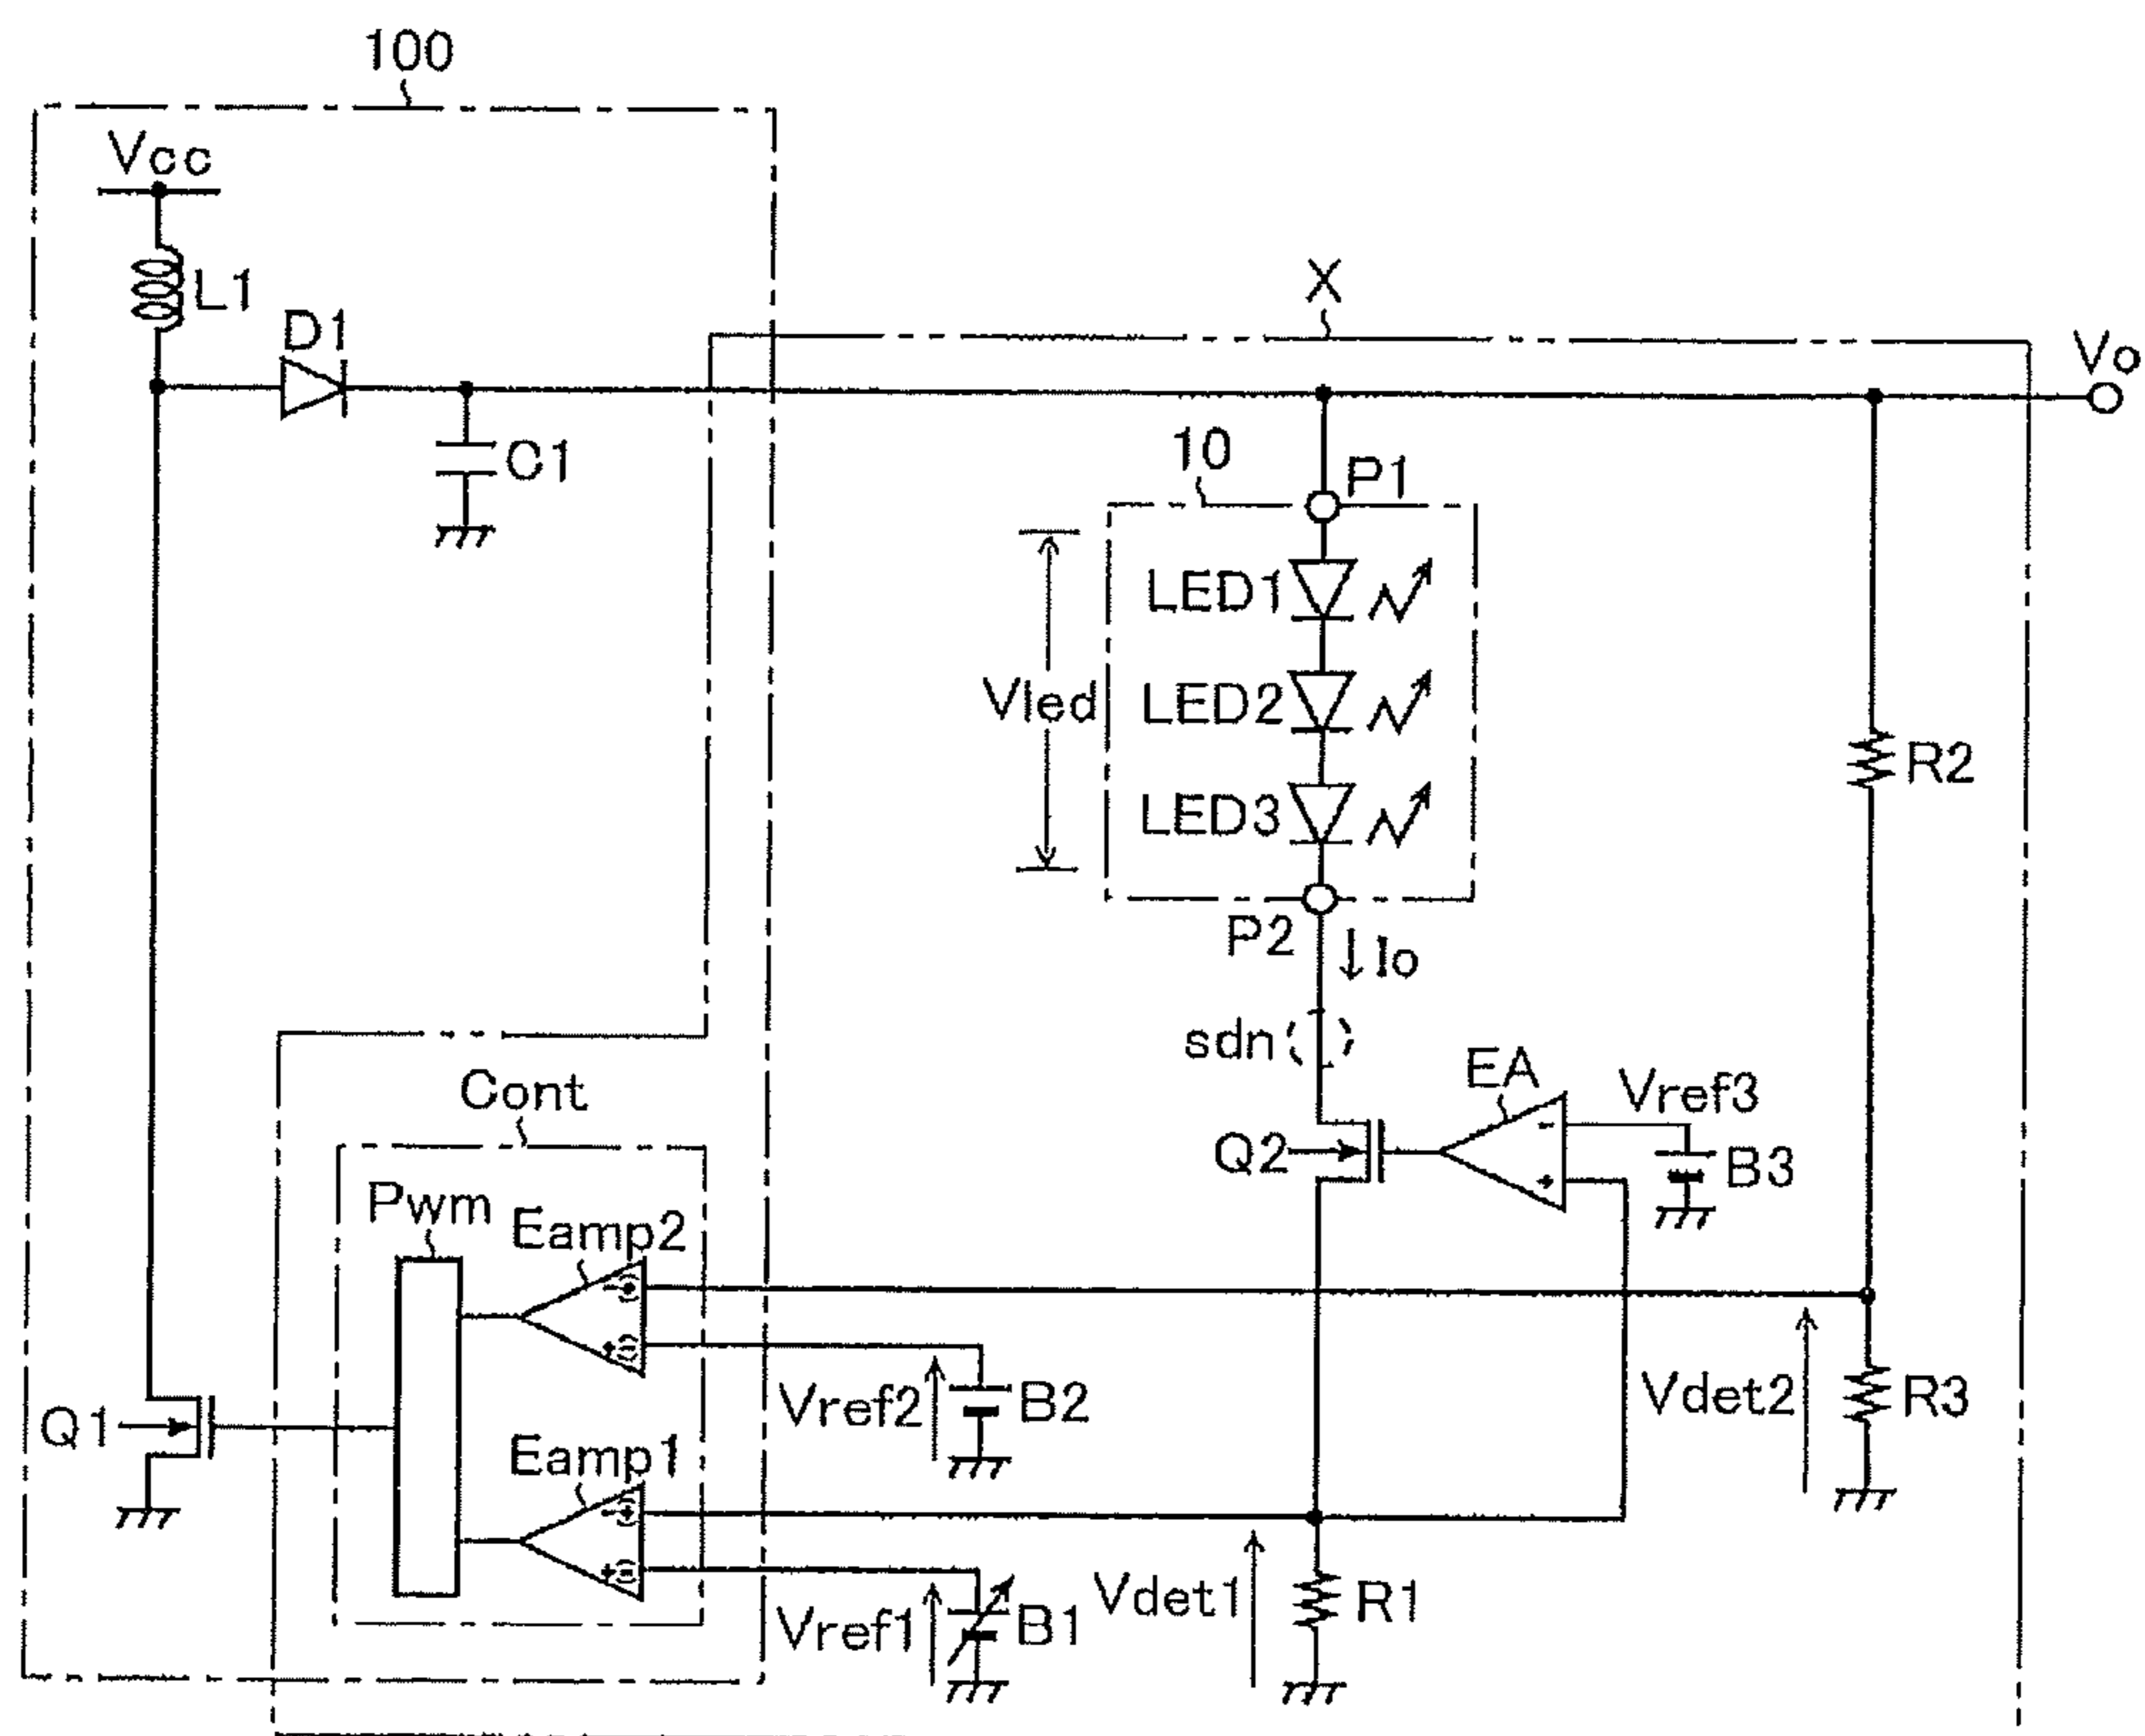 100
Vcc
L1
D1
X
Vo
C1
10
P1
LED1
Vled
LED2
R2
LED3
P2
Io
sdn
EA
Vref3
Cont
Q2
-
+
B3
Pwm
Eamp2
- (+)
+ (-)
Vref2
B2
Vdet2
R3
Q1
Eamp1
- (+)
+ (-)
Vref1
B1
Vdet1
R1